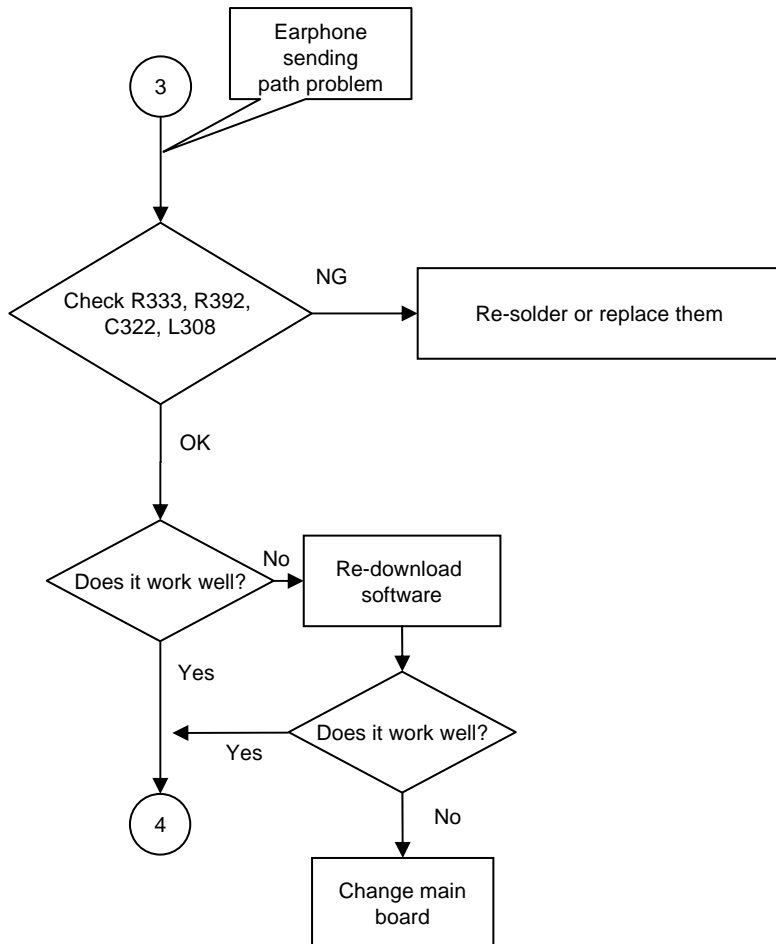 Earphone
sending
path problem
3
Check R333, R392,
C322, L308
NG
Re-solder or replace them
OK
Does it work well?
No
Re-download
software
Yes
Does it work well?
Yes
4
No
Change main
board